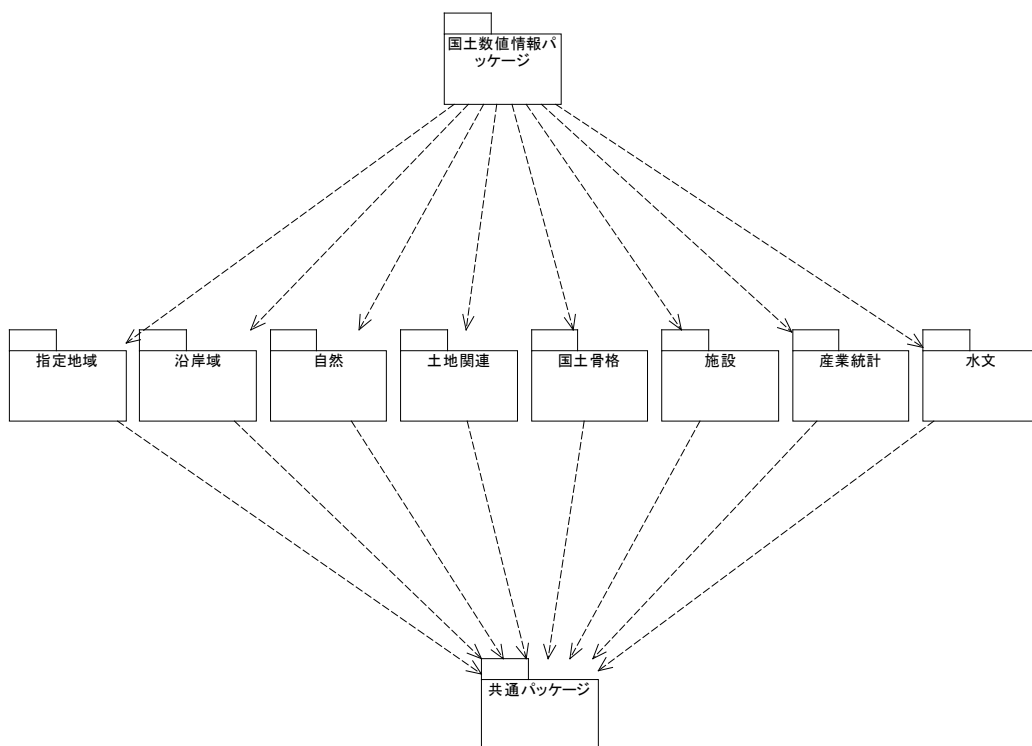 国土数値情報パ
ッケージ
指定地域
沿岸域
自然
土地関連
国土骨格
施設
産業統計
水文
共通パッケージ